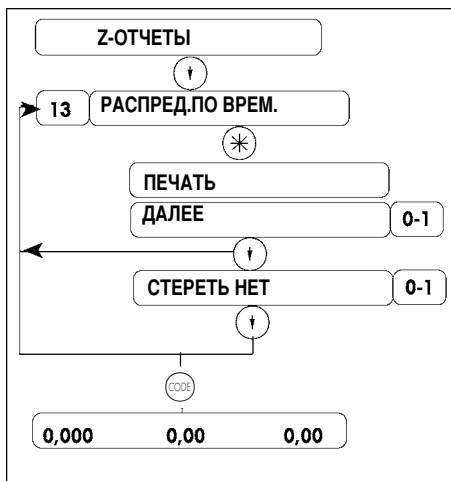 Z-ОТЧЕТЫ
13 РАСПРЕД.ПО ВРЕМ.
ПЕЧАТЬ
ДАЛЕЕ 0-1
СТЕРЕТЬ НЕТ 0-1
CODE
0,000 0,00 0,00